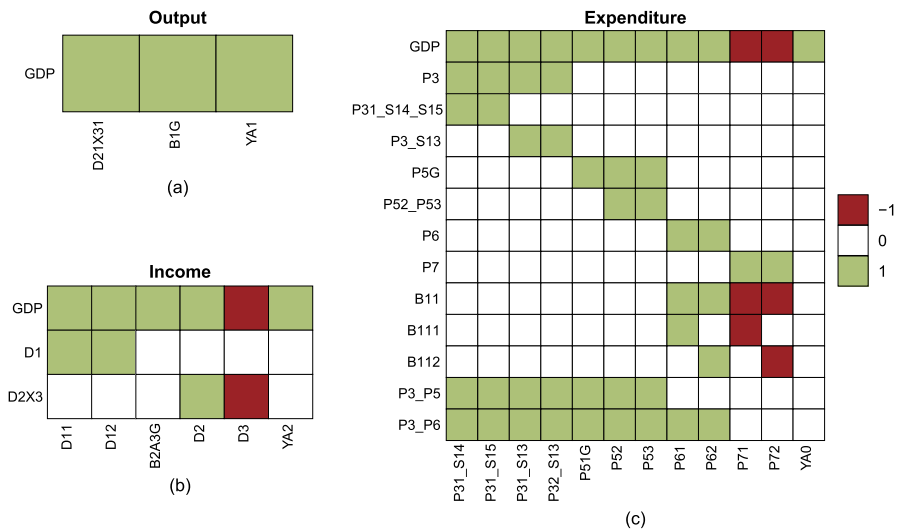 Output
GDP
D21X31
B1G
YA1
(a)
Income
GDP
D1
D2X3
D11
D12
B2A3G
D2
D3
YA2
(b)
Expenditure
GDP
P3
P31_S14_S15
P3_S13
P5G
P52_P53
P6
P7
B11
B111
B112
P3_P5
P3_P6
P31_S14
P31_S15
P31_S13
P32_S13
P51G
P52
P53
P61
P62
P71
P72
YA0
(c)
−1
0
1